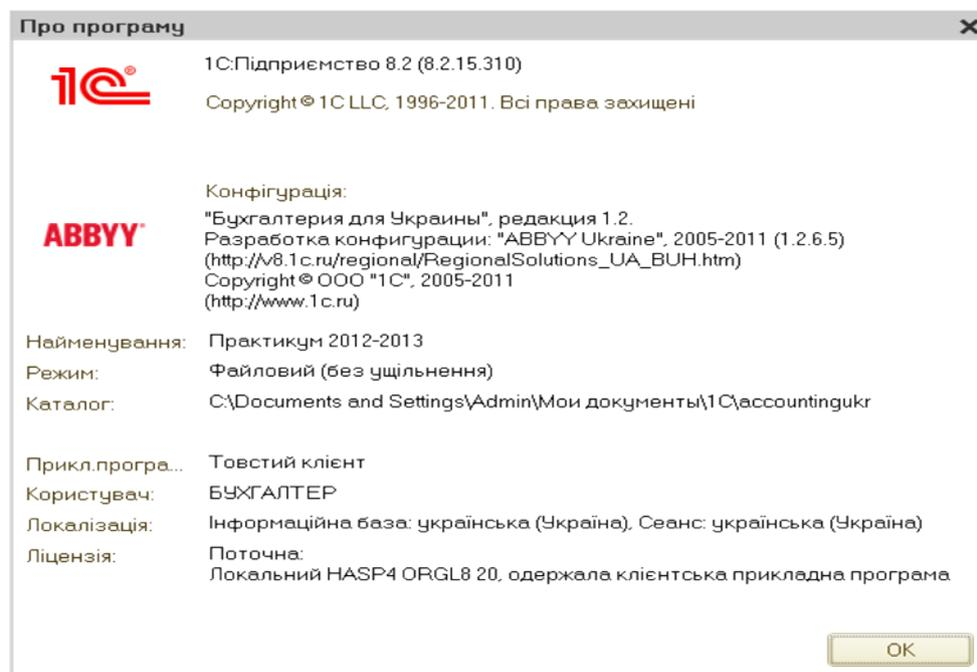 Про програму
1С:Підприємство 8.2 (8.2.15.310)
1С®
Copyright © 1C LLC, 1996-2011. Всі права захищені
Конфігурація:
"Бухгалтерия для Украины", редакция 1.2.
ABBYY
Разработка конфигурации: "ABBYY Ukraine", 2005-2011 (1.2.6.5)
(http://v8.1c.ru/regional/RegionalSolutions_UA_BUH.htm)
Copyright © ООО "1С", 2005-2011
(http://www.1c.ru)
Найменування: Практикум 2012-2013
Режим: Файловий (без ущільнення)
Каталог: C:\Documents and Settings\Admin\Мои документы\1С\accountingukr
Прикл.програ... Товстий клієнт
Користувач: БУХГАЛТЕР
Локалізація: Інформаційна база: українська (Україна), Сеанс: українська (Україна)
Ліцензія: Поточна:
Локальний HASP4 ORGL8 20, одержала клієнтська прикладна програма
OK